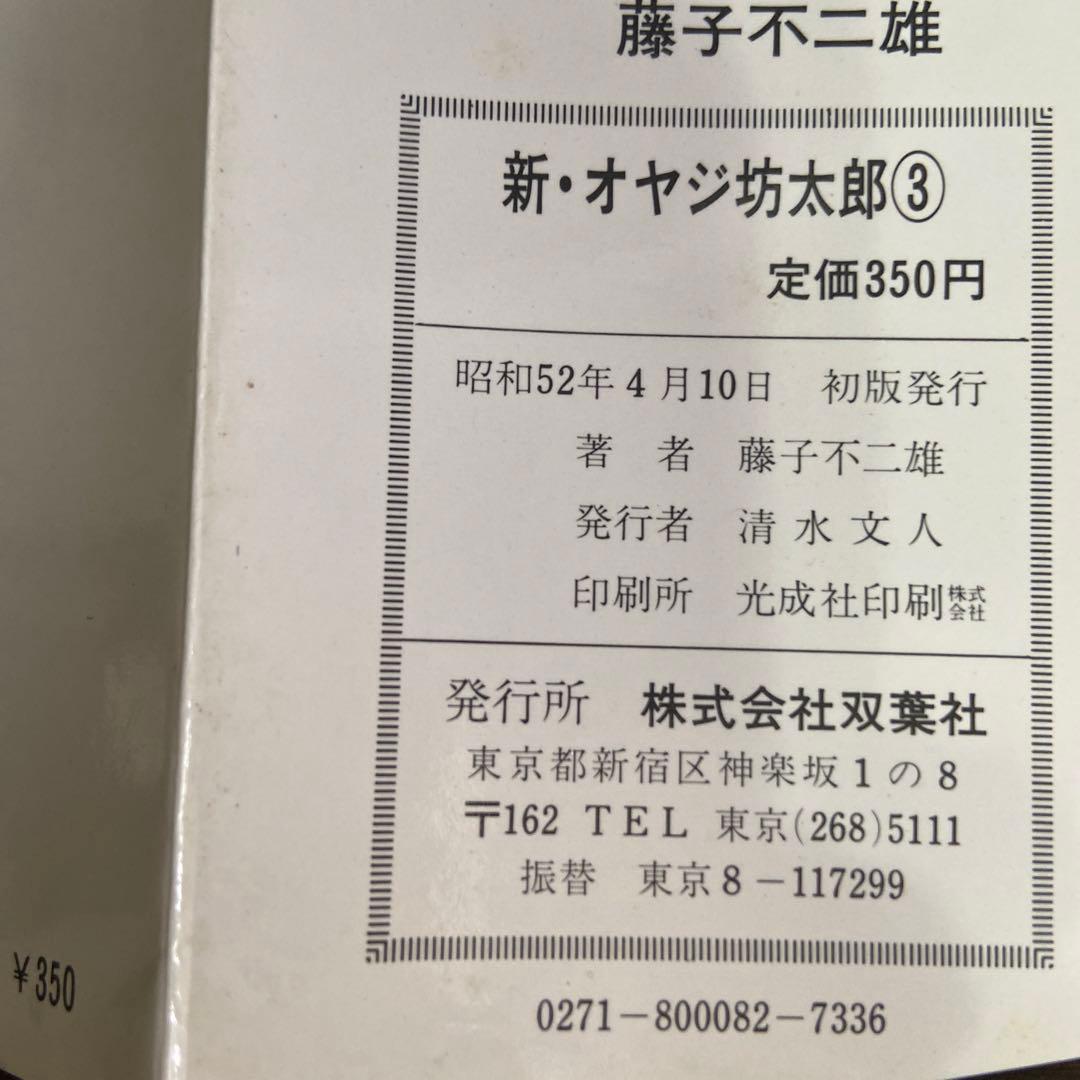 藤子不二雄
新・オヤジ坊太郎③
定価350円
昭和52年4月10日 初版発行
著者 藤子不二雄
発行者 清水文人
印刷所 光成社印刷株式会社
発行所 株式会社双葉社
東京都新宿区神楽坂1の8
〒162 TEL 東京(268)5111
振替 東京8-117299
0271-800082-7336
¥350